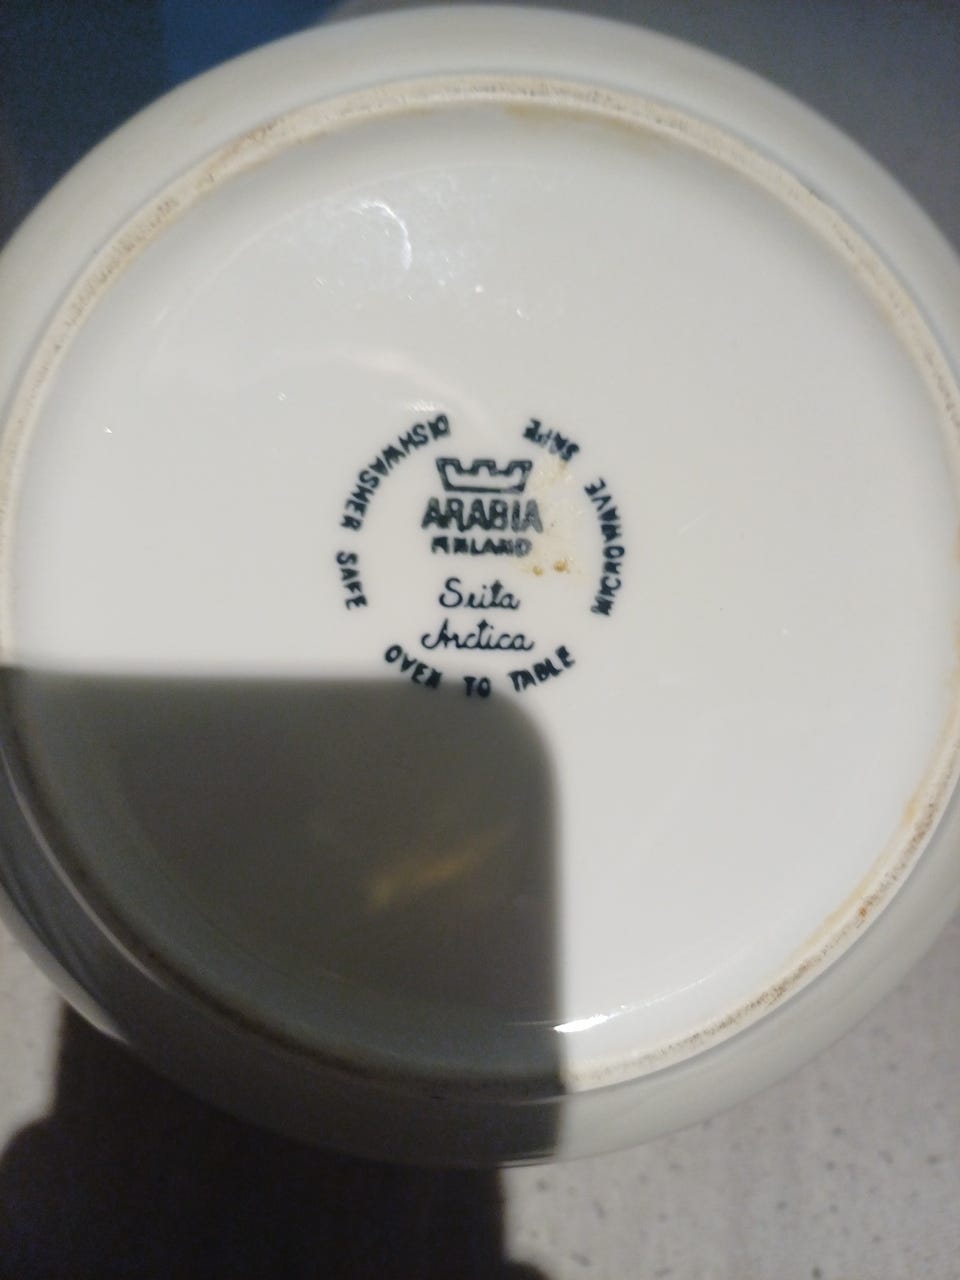 DISHWASHER SAFE
MICROWAVE SAFE
ARABIA
FINLAND
Seita
Arctica
OVEN TO TABLE